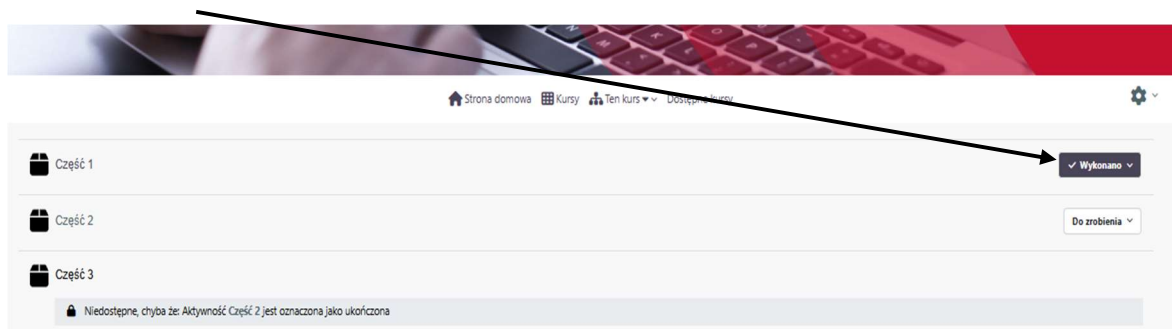 Strona domowa Kursy Ten kurs Dostępne kursy
Część 1
✓ Wykonano
Część 2
Do zrobienia
Część 3
Niedostępne, chyba że: Aktywność Część 2 jest oznaczona jako ukończona